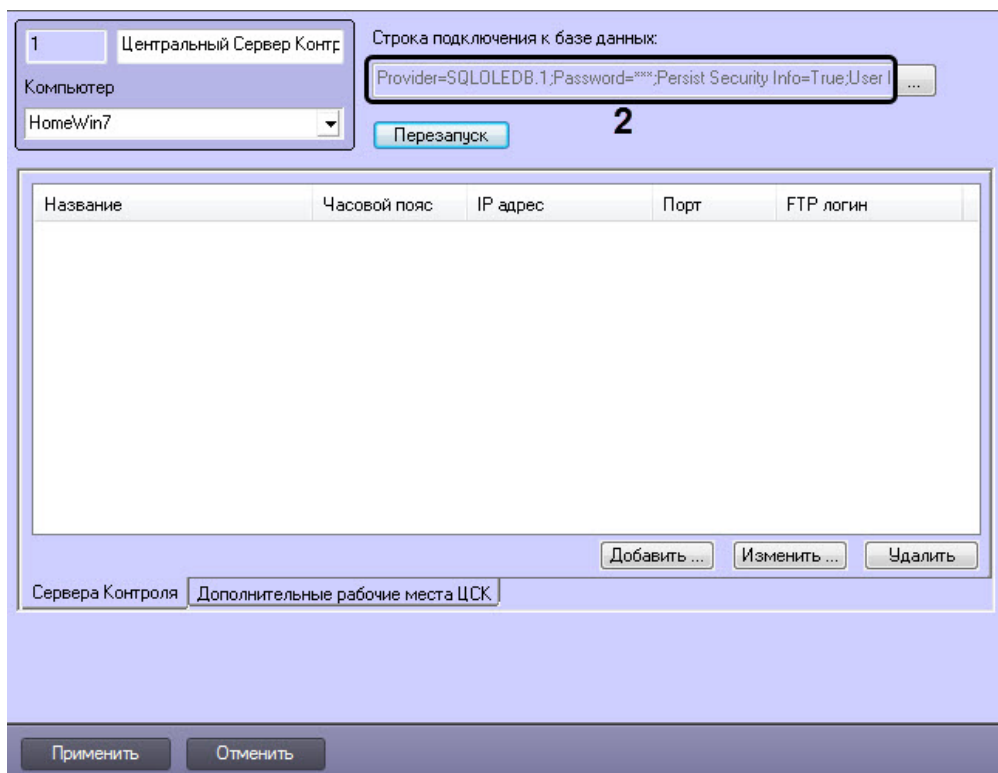 1
Центральный Сервер Контр
Строка подключения к базе данных:
Компьютер
Provider=SQLOLEDB.1;Password=***;Persist Security Info=True;User I
...
HomeWin7
Перезапуск
2
Название Часовой пояс IP адрес Порт FTP логин
Добавить ... Изменить ... Удалить
Сервера Контроля Дополнительные рабочие места ЦСК
Применить Отменить